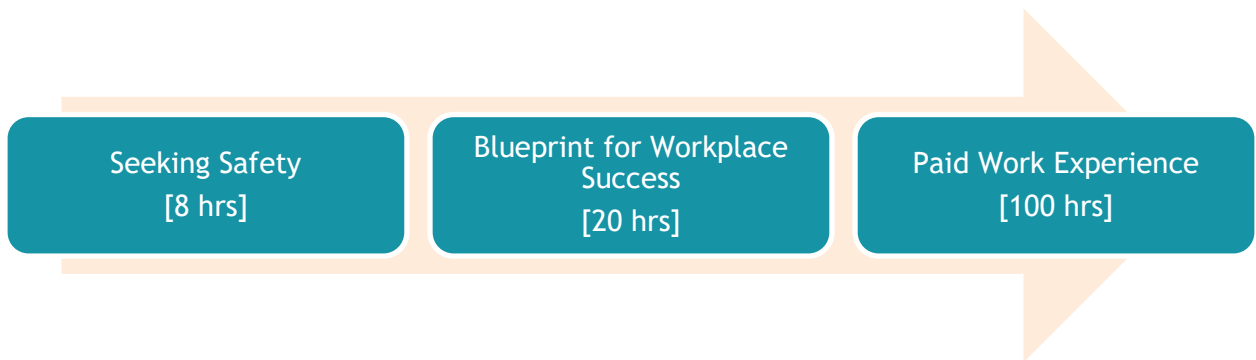 Seeking Safety
[8 hrs]
Blueprint for Workplace
Success
[20 hrs]
Paid Work Experience
[100 hrs]